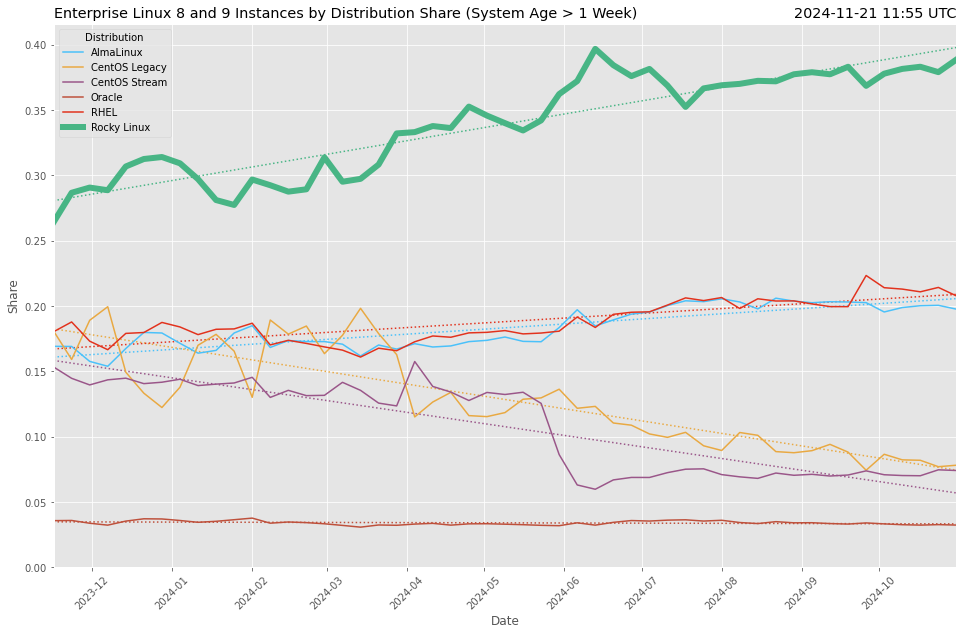 Enterprise Linux 8 and 9 Instances by Distribution Share (System Age > 1 Week) 2024-11-21 11:55 UTC
Distribution
AlmaLinux
CentOS Legacy
CentOS Stream
Oracle
RHEL
Rocky Linux
0.40
0.35
0.30
0.25
0.20
0.15
0.10
0.05
0.00
Share
2023-12
2024-01
2024-02
2024-03
2024-04
2024-05
2024-06
2024-07
2024-08
2024-09
2024-10
Date